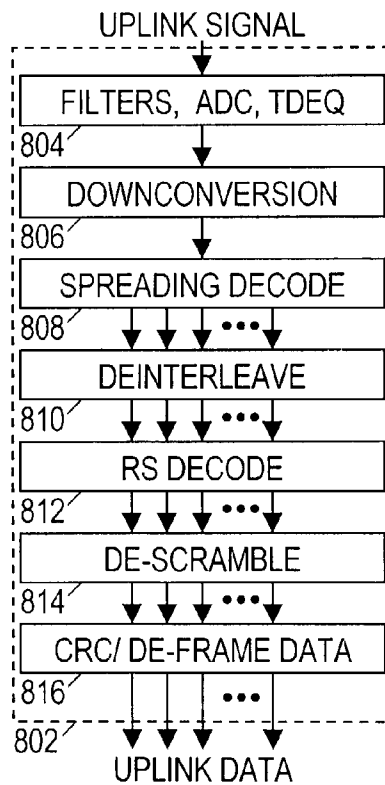 UPLINK SIGNAL
FILTERS, ADC, TDEQ
804
DOWNCONVERSION
806
SPREADING DECODE
808
DEINTERLEAVE
810
RS DECODE
812
DE-SCRAMBLE
814
CRC/ DE-FRAME DATA
816
802
UPLINK DATA